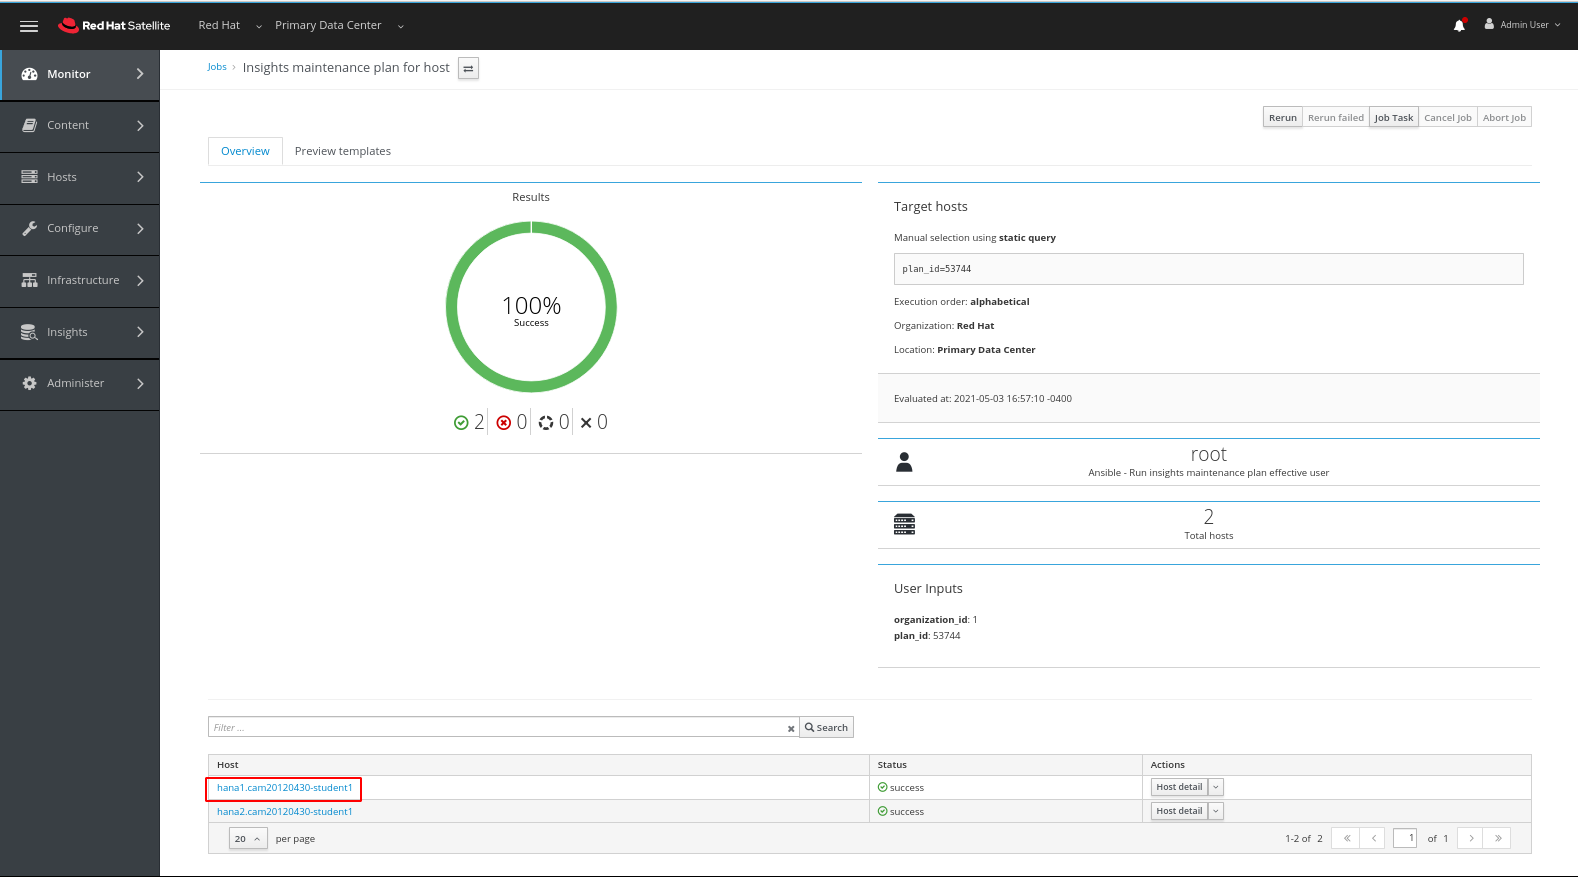 Red Hat Satellite Red Hat Primary Data Center Admin User
Monitor
Content
Hosts
Configure
Infrastructure
Insights
Administer
Jobs › Insights maintenance plan for host
Rerun Rerun failed Job Task Cancel Job Abort Job
Overview Preview templates
Results
100%
Success
2 0 0 0
Target hosts
Manual selection using static query
plan_id=53744
Execution order: alphabetical
Organization: Red Hat
Location: Primary Data Center
Evaluated at: 2021-05-03 16:57:10 -0400
root
Ansible - Run insights maintenance plan effective user
2
Total hosts
User Inputs
organization_id: 1
plan_id: 53744
Filter ... Search
Host Status Actions
hana1.cam20120430-student1 success Host detail
hana2.cam20120430-student1 success Host detail
20 per page 1-2 of 2 « ‹ 1 of 1 › »